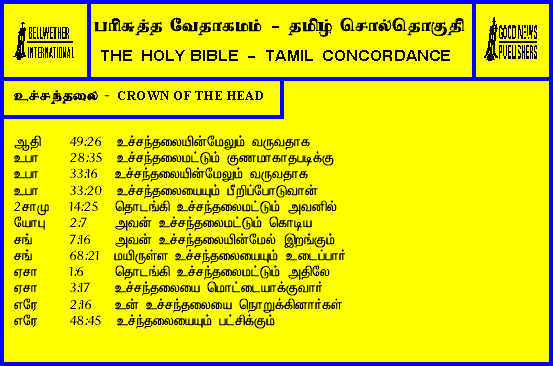 BELLWETHER
INTERNATIONAL
பரிசுத்த வேதாகமம் - தமிழ் சொல்தொகுதி
THE HOLY BIBLE - TAMIL CONCORDANCE
GOOD NEWS
PUBLISHERS
உச்சந்தலை - CROWN OF THE HEAD
ஆதி 49:26 உச்சந்தலையின்மேலும் வருவதாக
உபா 28:35 உச்சந்தலைமட்டும் குணமாகாதபடிக்கு
உபா 33:16 உச்சந்தலையின்மேலும் வருவதாக
உபா 33:20 உச்சந்தலையையும் பீறிப்போடுவான்
2சாமு 14:25 தொடங்கி உச்சந்தலைமட்டும் அவனில்
யோபு 2:7 அவன் உச்சந்தலைமட்டும் கொடிய
சங் 7:16 அவன் உச்சந்தலையின்மேல் இறங்கும்
சங் 68:21 மயிருள்ள உச்சந்தலையையும் உடைப்பார்
ஏசா 1:6 தொடங்கி உச்சந்தலைமட்டும் அதிலே
ஏசா 3:17 உச்சந்தலையை மொட்டையாக்குவார்
எரே 2:16 உன் உச்சந்தலையை நொறுக்கினார்கள்
எரே 48:45 உச்ந்தலையையும் பட்சிக்கும்